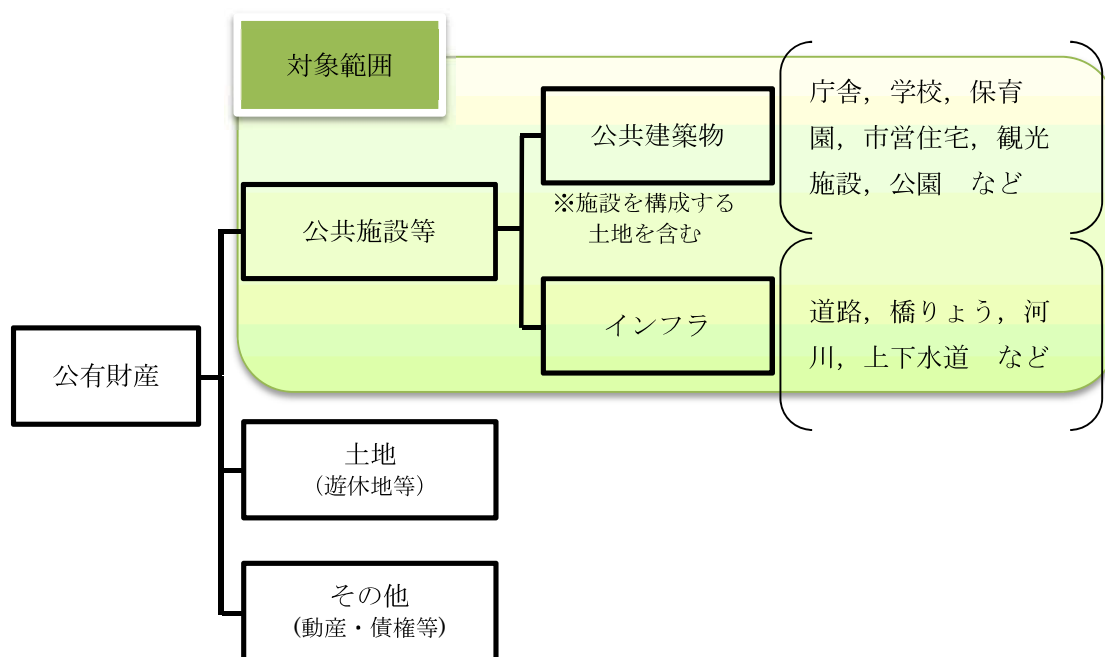 対象範囲
公共建築物
※施設を構成する
土地を含む
庁舎，学校，保育
園，市営住宅，観光
施設，公園　など
公共施設等
インフラ
道路，橋りょう，河
川，上下水道　など
公有財産
土地
（遊休地等）
その他
(動産・債権等)